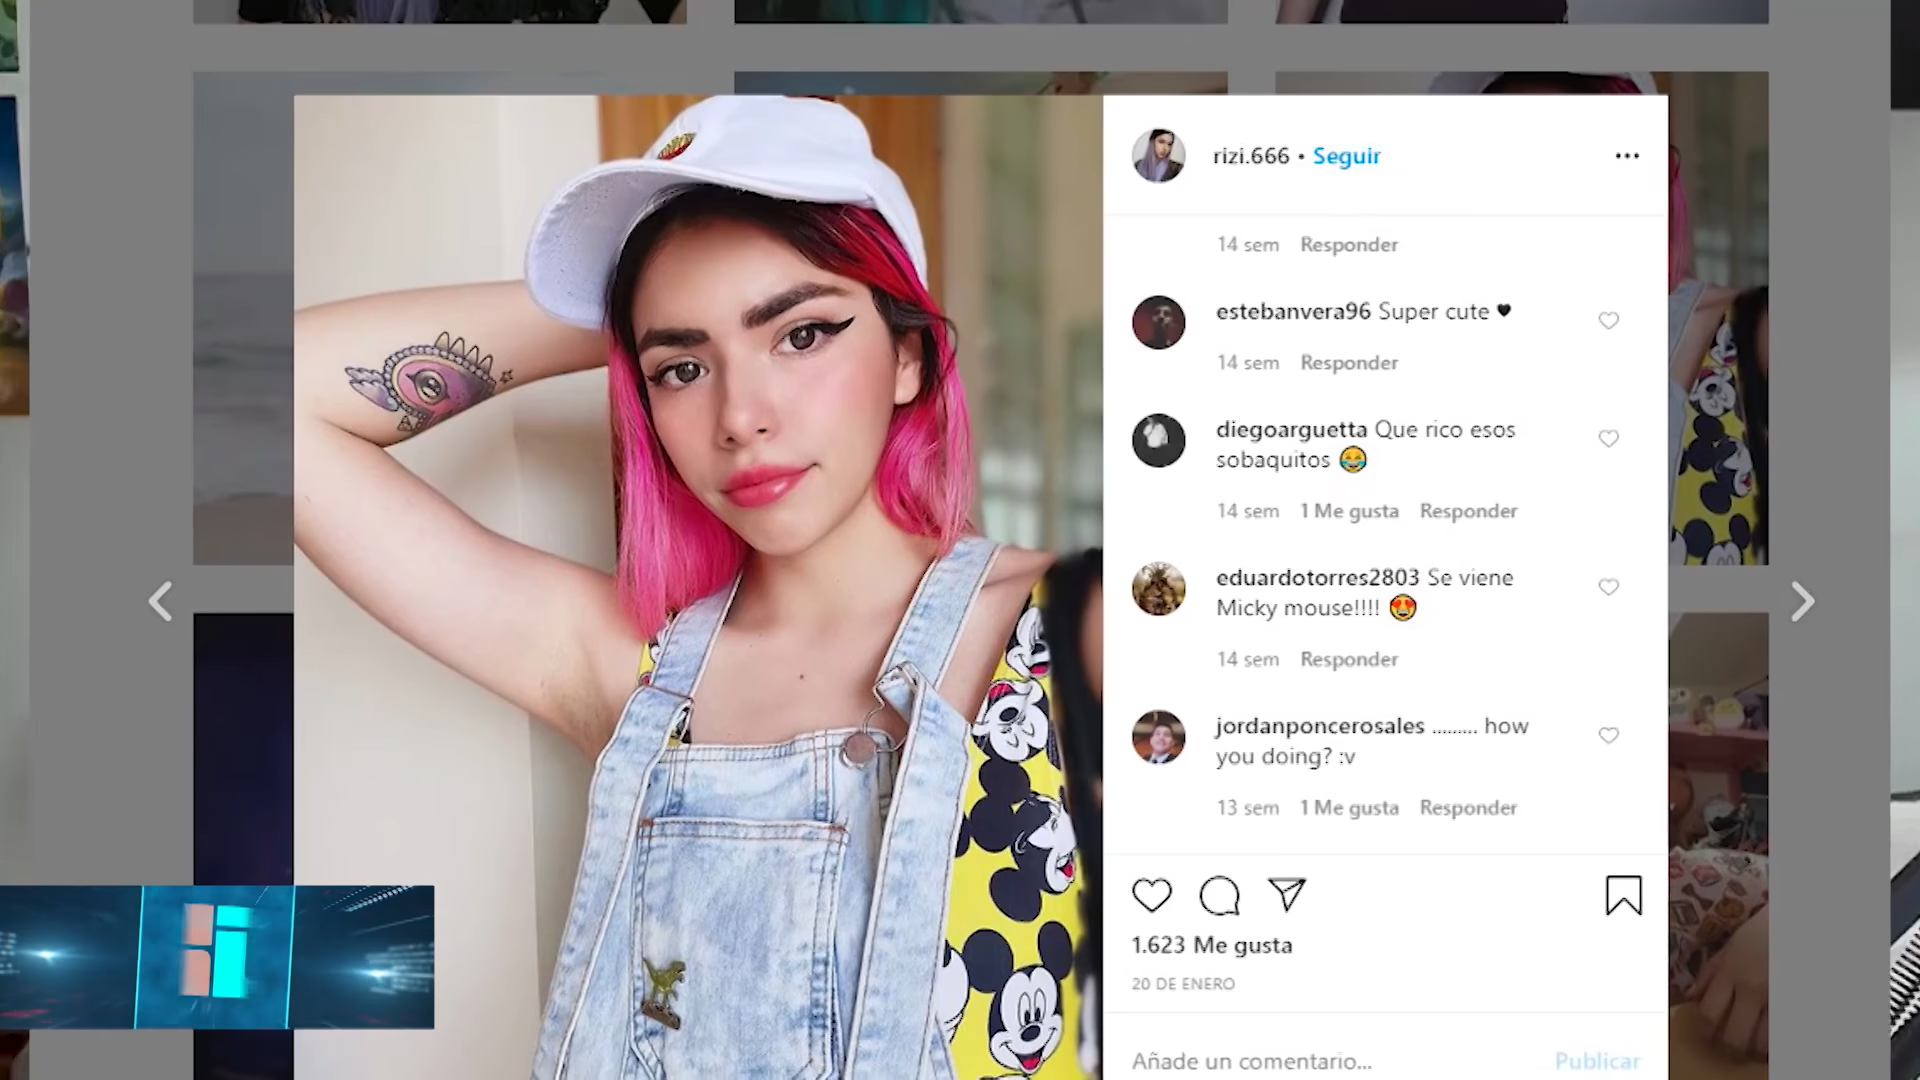 rizi.666 • Seguir
14 sem Responder
estebanvera96 Super cute ♥
14 sem Responder
diegoarguetta Que rico esos
sobaquitos 😂
14 sem 1 Me gusta Responder
eduardotorres2803 Se viene
Micky mouse!!!! 😍
14 sem Responder
jordanponcerosales ......... how
you doing? :v
13 sem 1 Me gusta Responder
1.623 Me gusta
20 DE ENERO
Añade un comentario...
Publicar